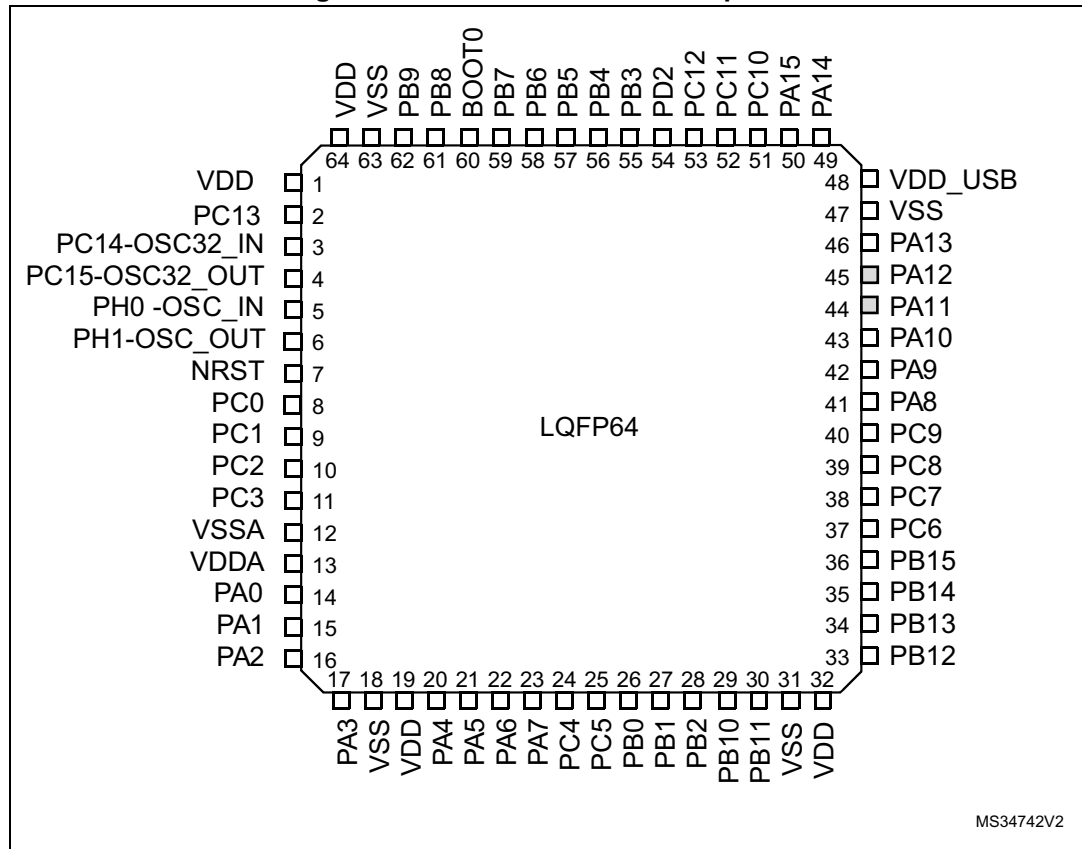 VDD
VSS
PB9
PB8
BOOT0
PB7
PB6
PB5
PB4
PB3
PD2
PC12
PC11
PC10
PA15
PA14
64 63 62 61 60 59 58 57 56 55 54 53 52 51 50 49
VDD 1
PC13 2
PC14-OSC32_IN 3
PC15-OSC32_OUT 4
PH0 -OSC_IN 5
PH1-OSC_OUT 6
NRST 7
PC0 8
PC1 9
PC2 10
PC3 11
VSSA 12
VDDA 13
PA0 14
PA1 15
PA2 16
LQFP64
48 VDD_USB
47 VSS
46 PA13
45 PA12
44 PA11
43 PA10
42 PA9
41 PA8
40 PC9
39 PC8
38 PC7
37 PC6
36 PB15
35 PB14
34 PB13
33 PB12
17 18 19 20 21 22 23 24 25 26 27 28 29 30 31 32
PA3
VSS
VDD
PA4
PA5
PA6
PA7
PC4
PC5
PB0
PB1
PB2
PB10
PB11
VSS
VDD
MS34742V2